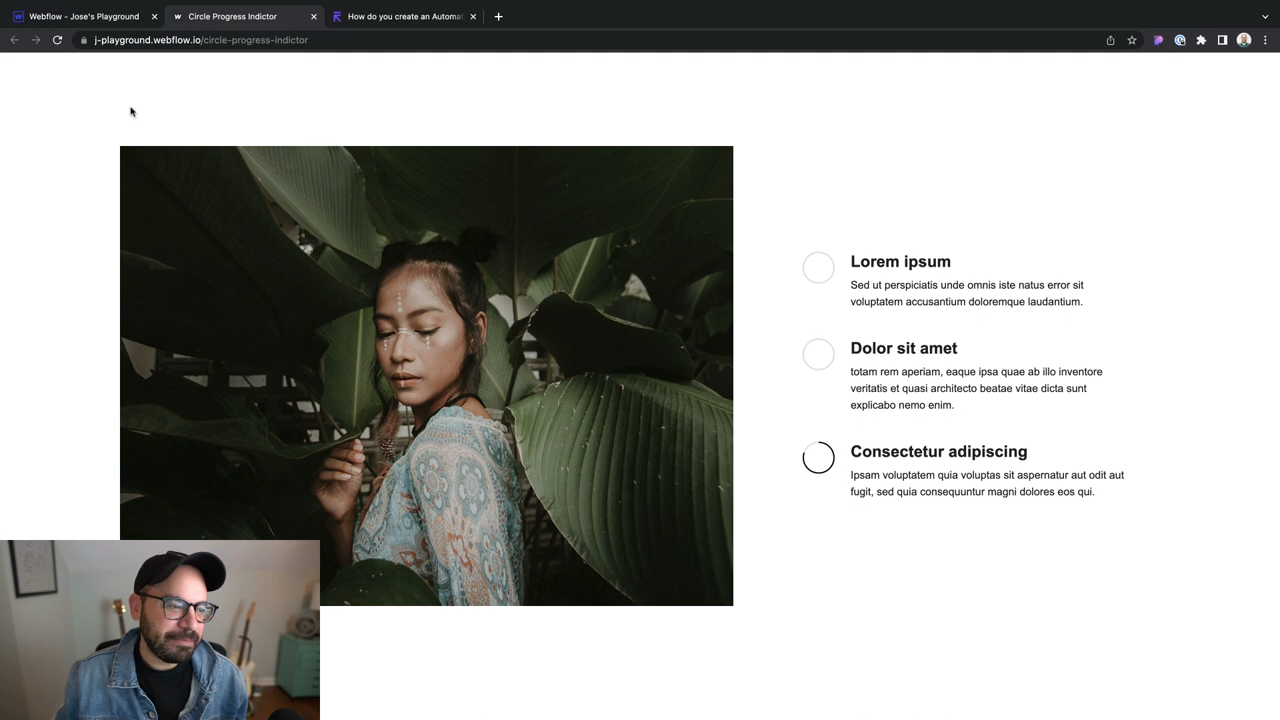 Webflow - Jose's Playground
Circle Progress Indictor
How do you create an Automat
j-playground.webflow.io/circle-progress-indictor
Lorem ipsum
Sed ut perspiciatis unde omnis iste natus error sit
voluptatem accusantium doloremque laudantium.
Dolor sit amet
totam rem aperiam, eaque ipsa quae ab illo inventore
veritatis et quasi architecto beatae vitae dicta sunt
explicabo nemo enim.
Consectetur adipiscing
Ipsam voluptatem quia voluptas sit aspernatur aut odit aut
fugit, sed quia consequuntur magni dolores eos qui.